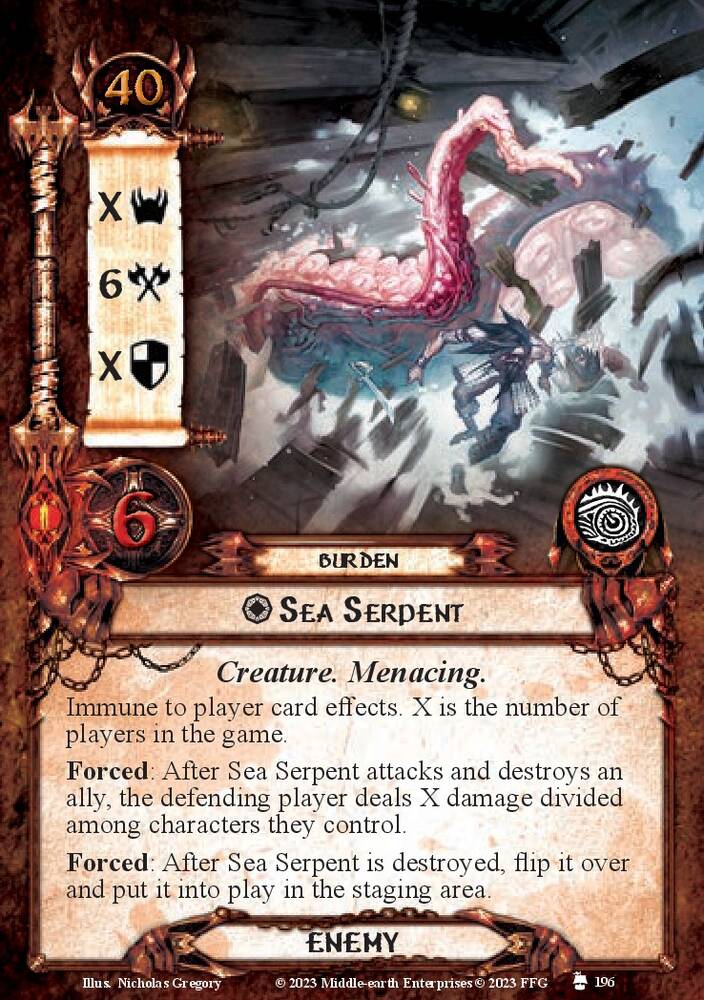 40
X
6
X
6
BURDEN
SEA SERPENT
Creature. Menacing.
Immune to player card effects. X is the number of
players in the game.
Forced: After Sea Serpent attacks and destroys an
ally, the defending player deals X damage divided
among characters they control.
Forced: After Sea Serpent is destroyed, flip it over
and put it into play in the staging area.
ENEMY
Illus. Nicholas Gregory © 2023 Middle-earth Enterprises © 2023 FFG 196